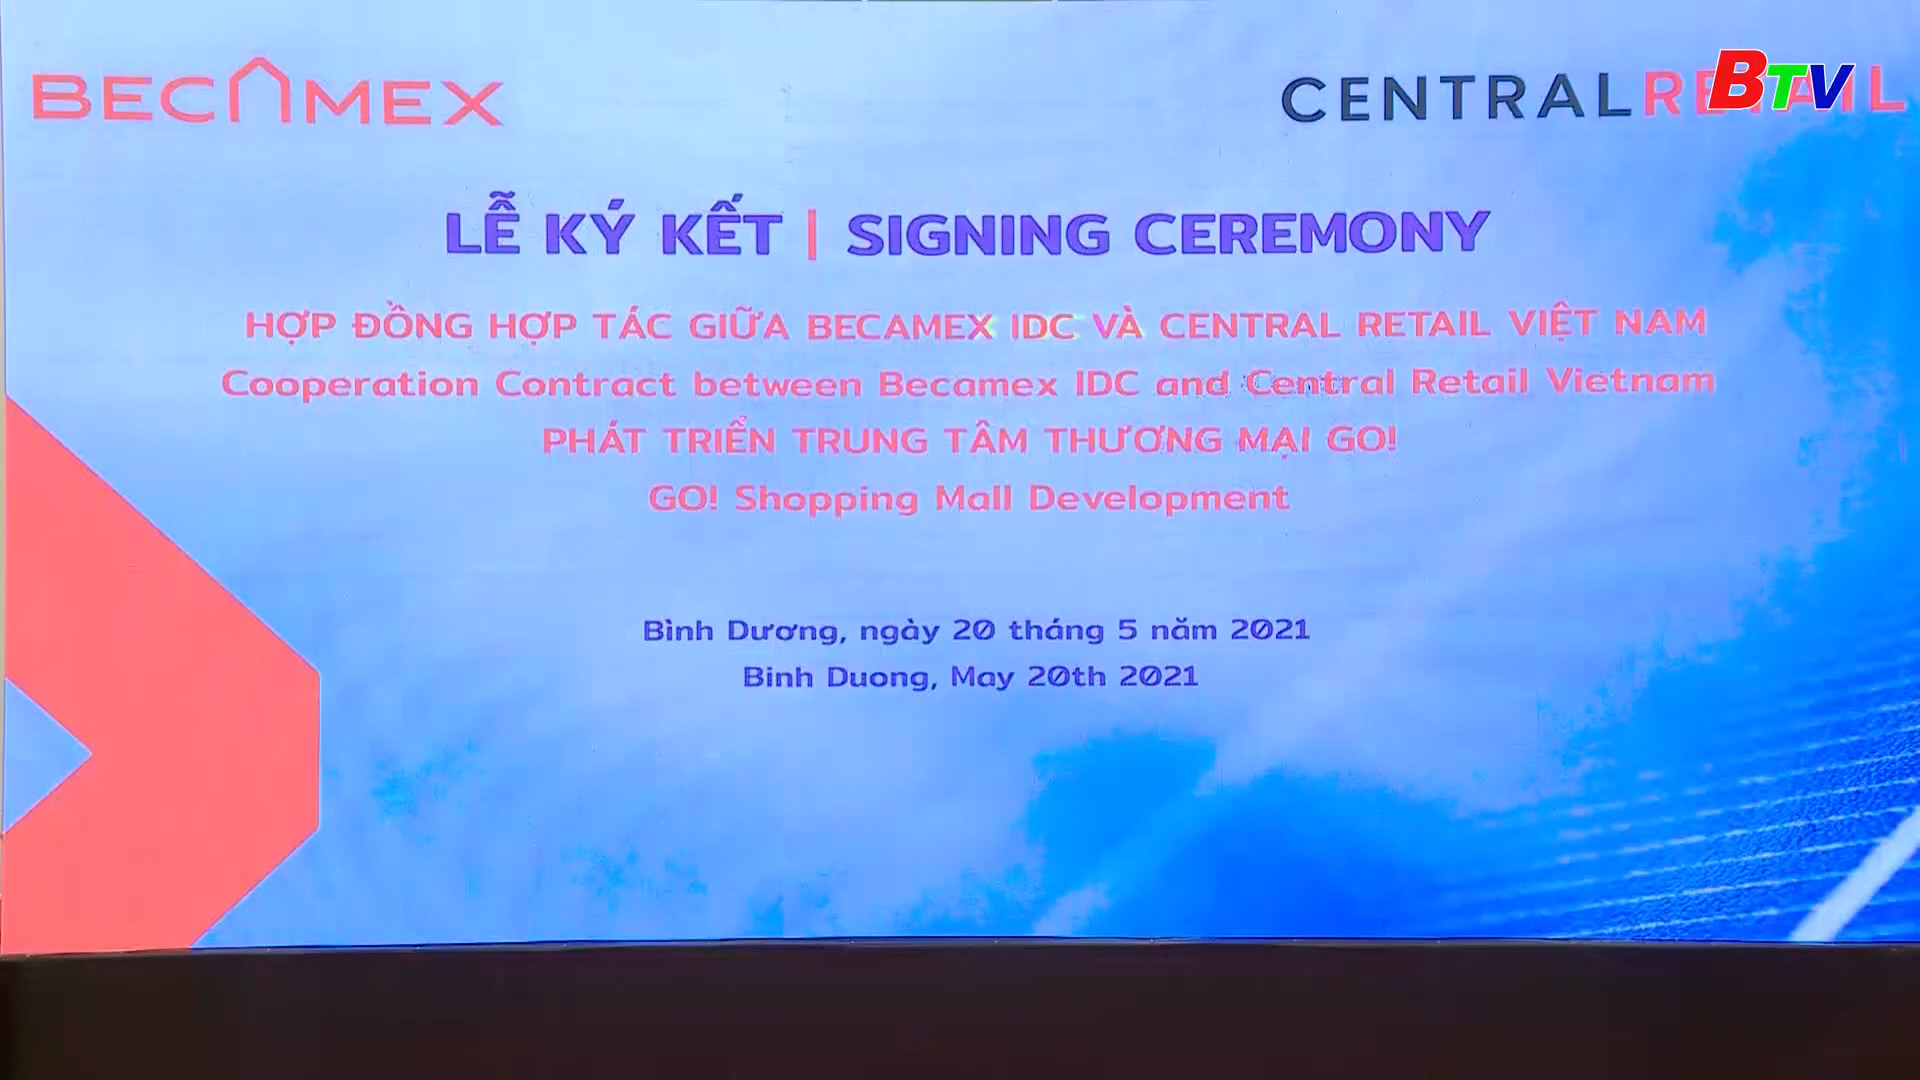 BECAMEX
CENTRAL RETAIL
BTV
LỄ KÝ KẾT | SIGNING CEREMONY
HỢP ĐỒNG HỢP TÁC GIỮA BECAMEX IDC VÀ CENTRAL RETAIL VIỆT NAM
Cooperation Contract between Becamex IDC and Central Retail Vietnam
PHÁT TRIỂN TRUNG TÂM THƯƠNG MẠI GO!
GO! Shopping Mall Development
Bình Dương, ngày 20 tháng 5 năm 2021
Binh Duong, May 20th 2021